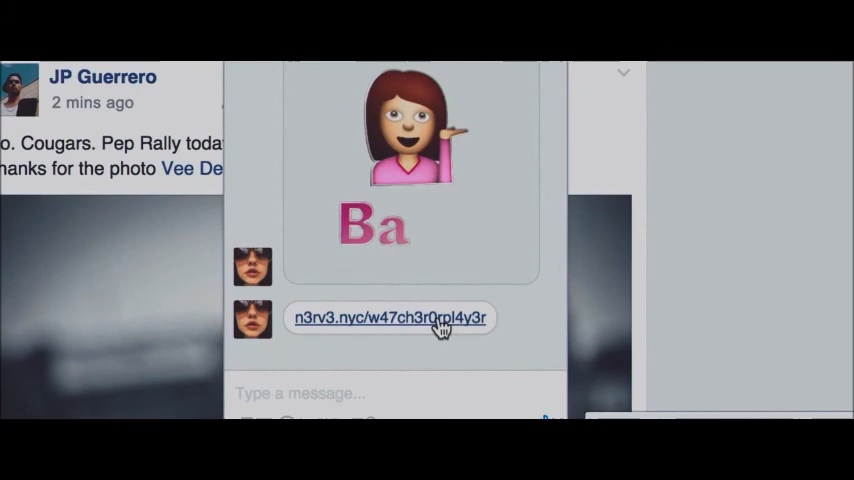 JP Guerrero
2 mins ago
o. Cougars. Pep Rally toda
hanks for the photo Vee De
Ba
n3rv3.nyc/w47ch3r0rpl4y3r
Type a message...